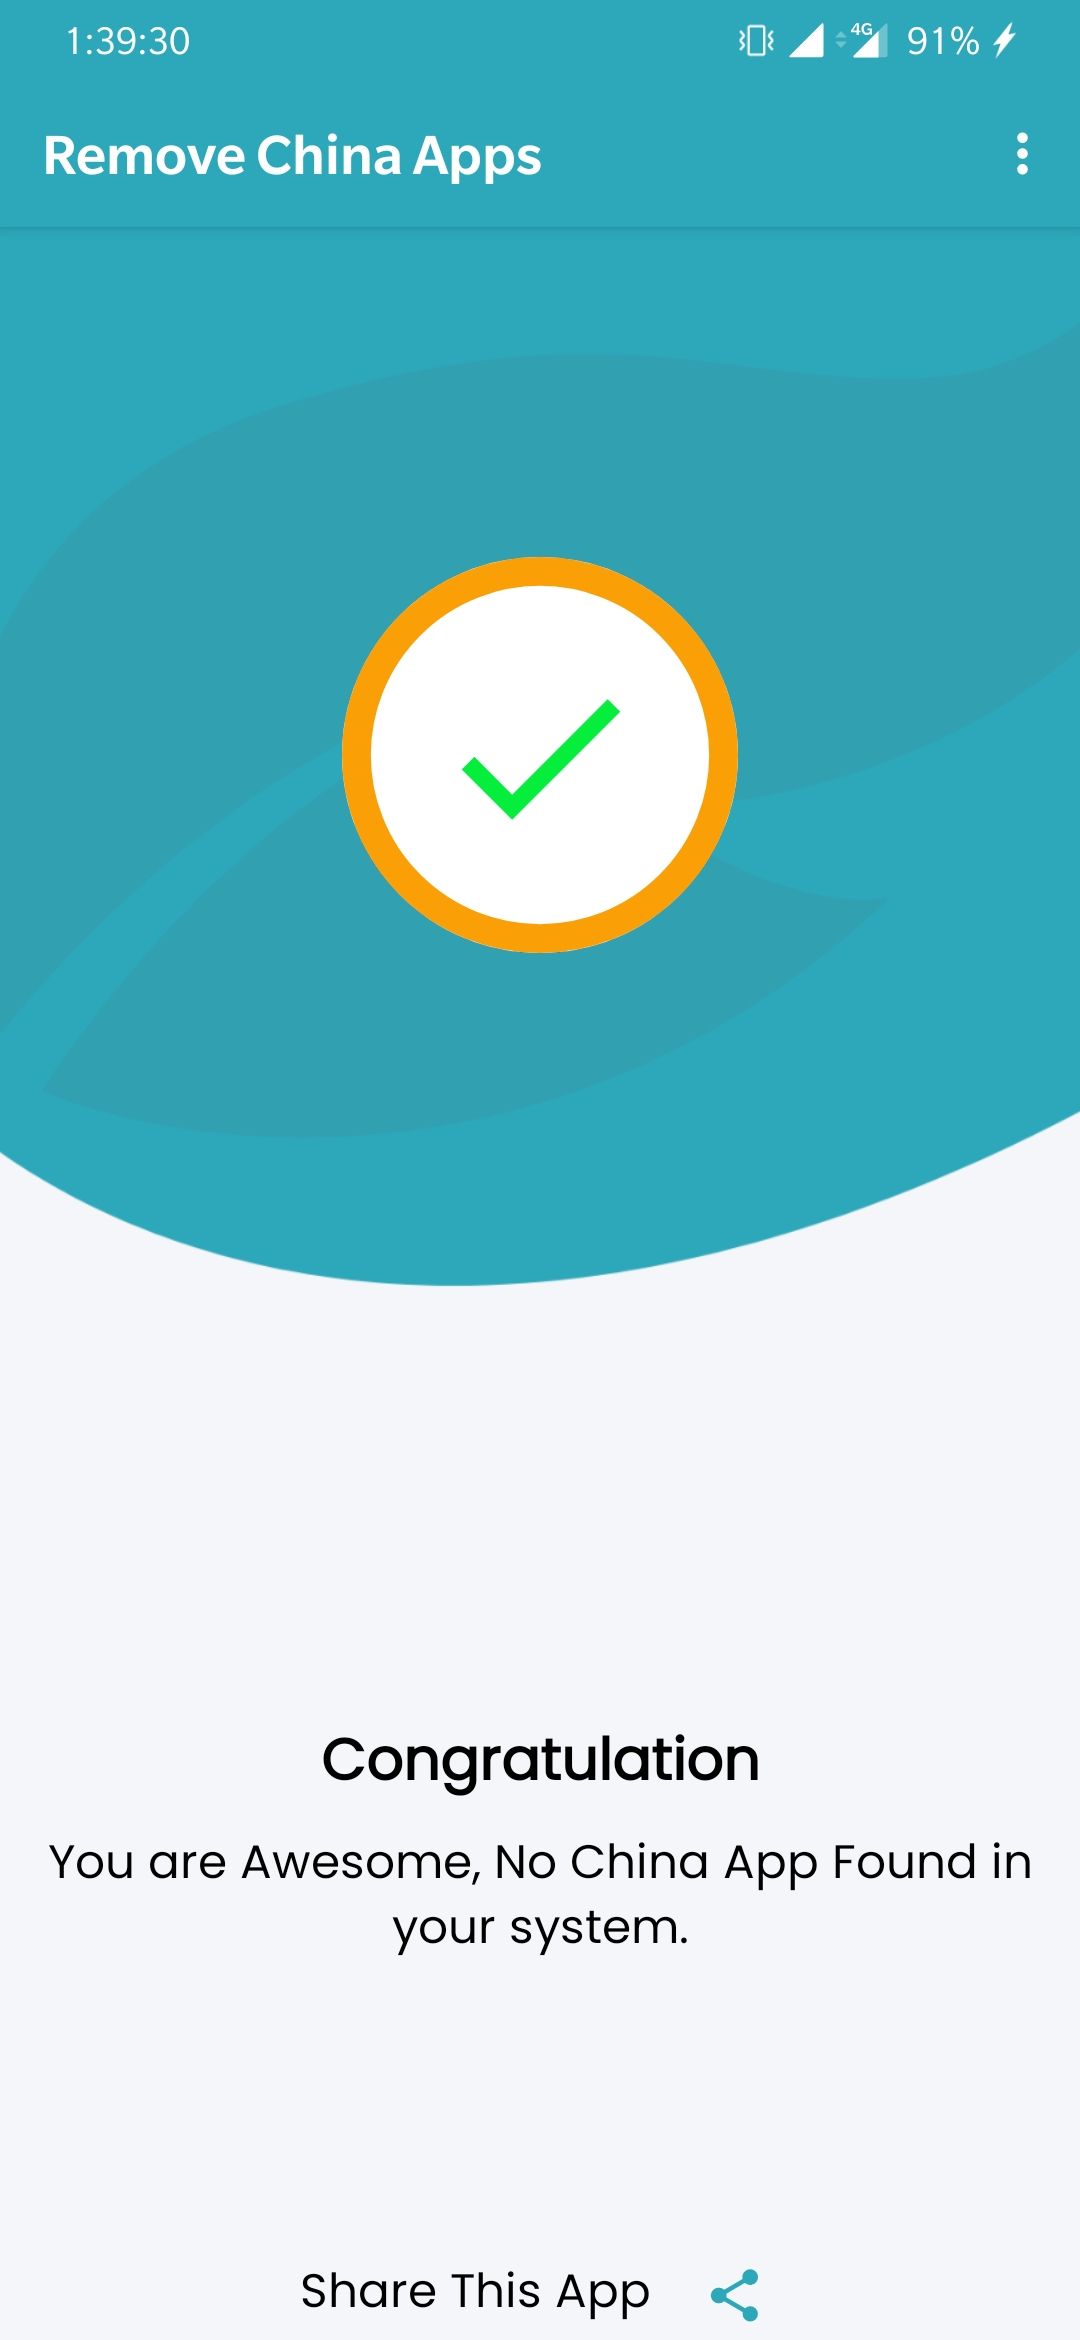 1:39:30 4G 91%
Remove China Apps
Congratulation
You are Awesome, No China App Found in
your system.
Share This App